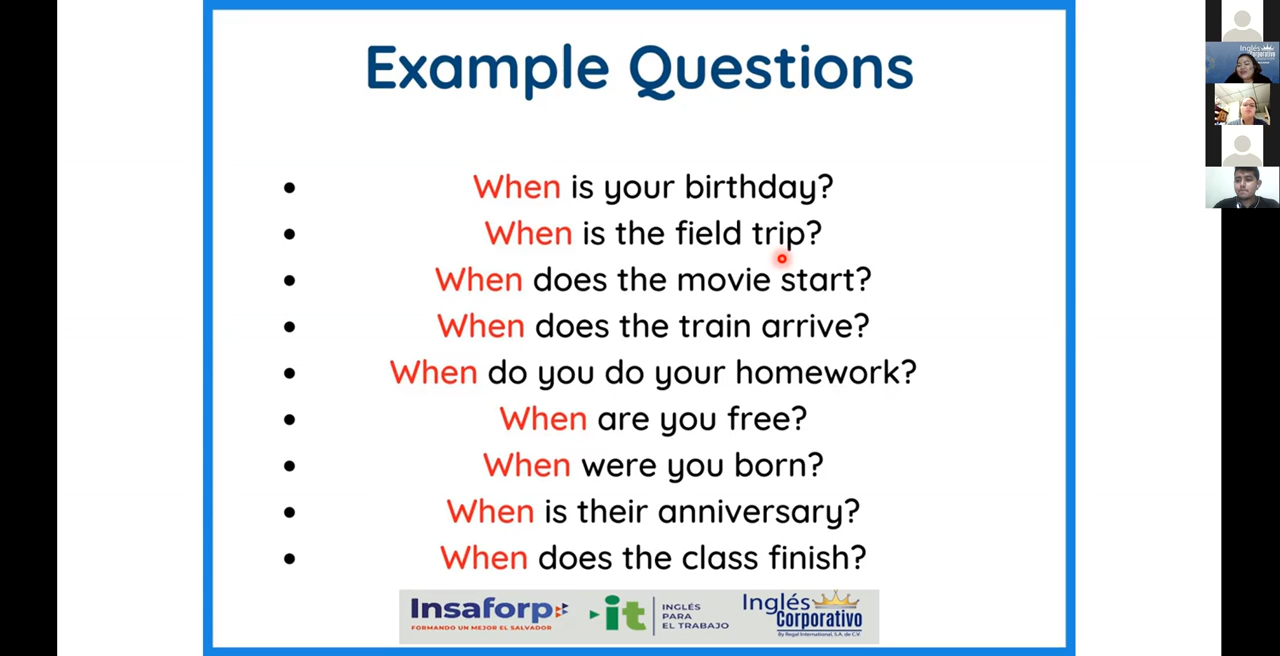 Example Questions
• When is your birthday?
• When is the field trip?
• When does the movie start?
• When does the train arrive?
• When do you do your homework?
• When are you free?
• When were you born?
• When is their anniversary?
• When does the class finish?
Insaforp
FORMANDO UN MEJOR EL SALVADOR
it
INGLÉS
PARA
EL TRABAJO
Inglés
Corporativo
By Regal International, S.A. de C.V.
Inglés
Corporativo